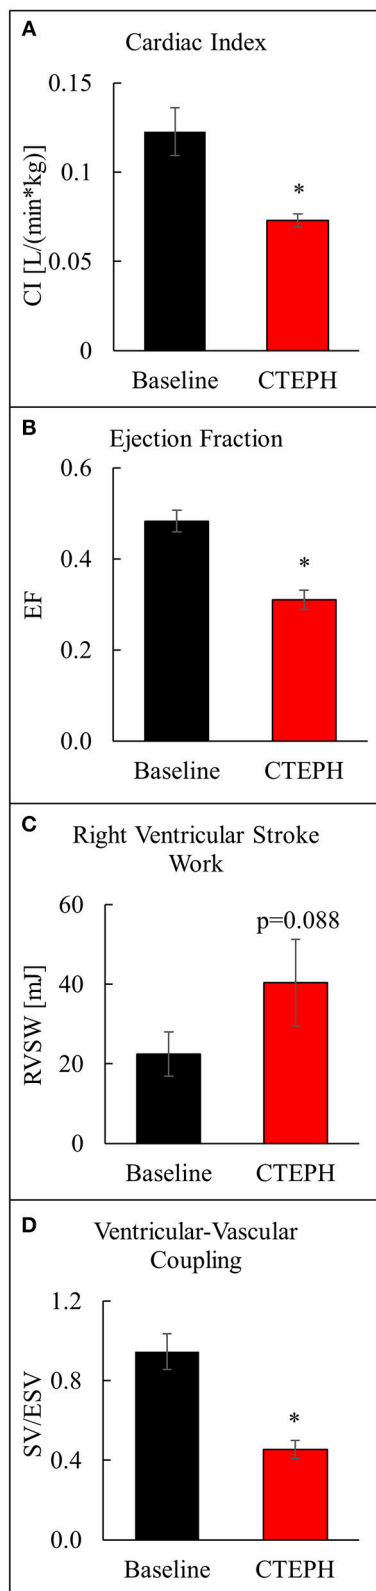 A
Cardiac Index
0.15
0.1
0.05
0
CI [L/(min*kg)]
*
Baseline CTEPH
B
Ejection Fraction
0.6
0.4
0.2
0.0
EF
*
Baseline CTEPH
C
Right Ventricular Stroke
Work
60
40
20
0
RVSW [mJ]
p=0.088
Baseline CTEPH
D
Ventricular-Vascular
Coupling
1.2
0.8
0.4
0.0
SV/ESV
*
Baseline CTEPH